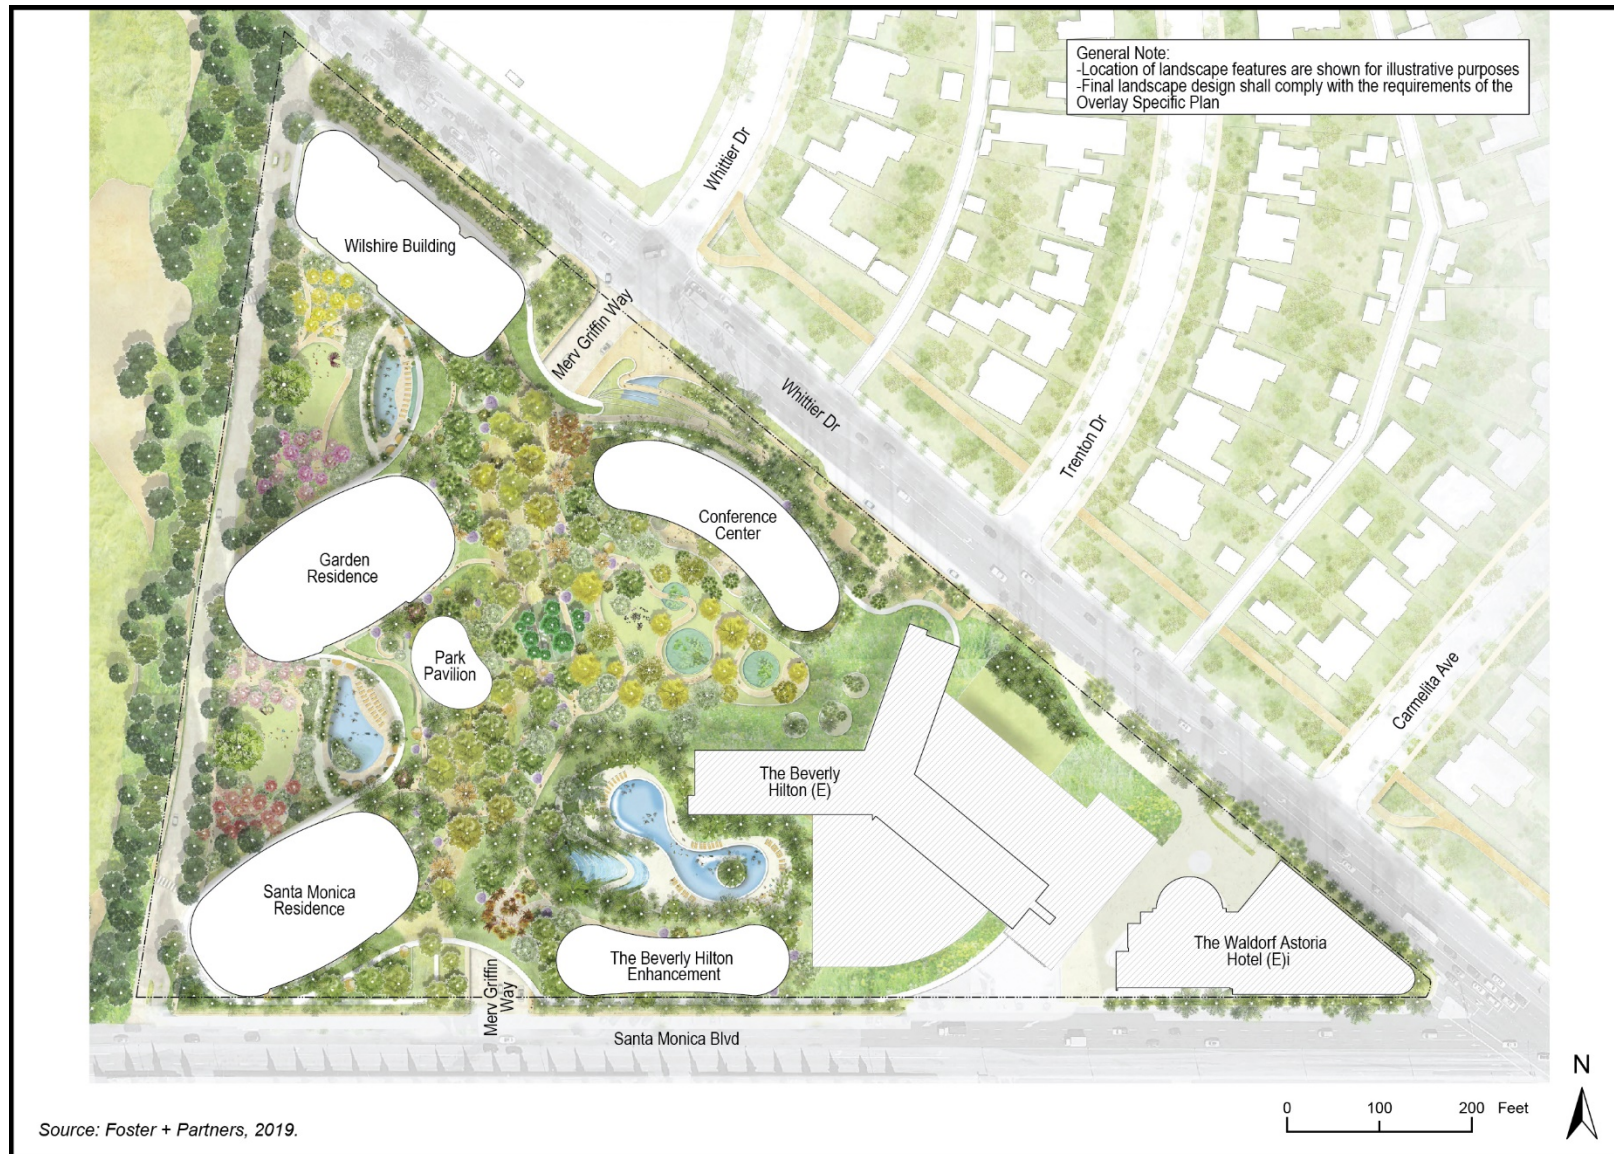 General Note:
-Location of landscape features are shown for illustrative purposes
-Final landscape design shall comply with the requirements of the
Overlay Specific Plan
Whittier Dr
Wilshire Building
Merv Griffin Way
Whittier Dr
Trenton Dr
Conference
Center
Garden
Residence
Park
Pavilion
Carmelita Ave
The Beverly
Hilton (E)
Santa Monica
Residence
The Beverly Hilton
Enhancement
The Waldorf Astoria
Hotel (E)i
Merv Griffin
Way
Santa Monica Blvd
N
0 100 200 Feet
Source: Foster + Partners, 2019.